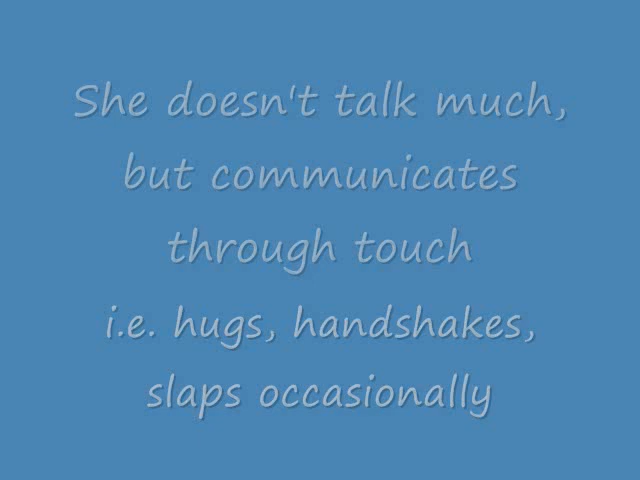 She doesn't talk much,
but communicates
through touch
i.e. hugs, handshakes,
slaps occasionally